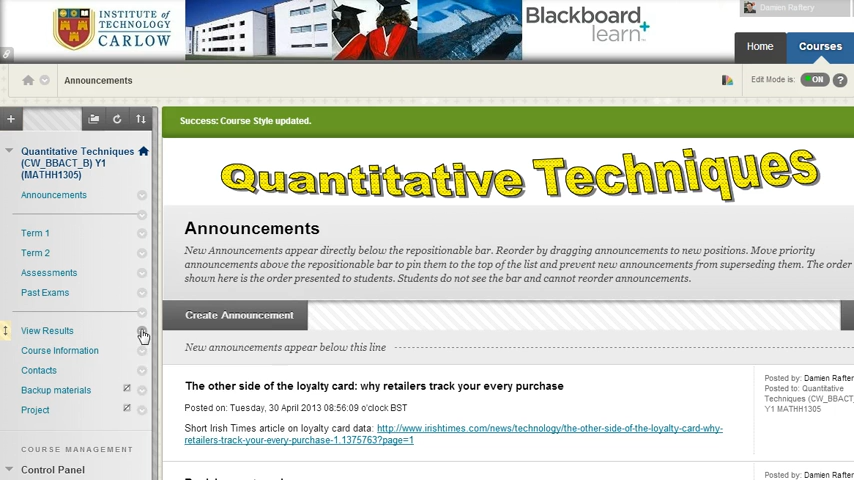 INSTITUTE of
TECHNOLOGY
CARLOW
Blackboard
learn+
Damien Raftery
Home
Courses
Announcements
Edit Mode is:
ON
?
Success: Course Style updated.
Quantitative Techniques
(CW_BBACT_B) Y1
(MATHH1305)
Announcements
Term 1
Term 2
Assessments
Past Exams
View Results
Course Information
Contacts
Backup materials
Project
COURSE MANAGEMENT
Control Panel
Quantitative Techniques
Announcements
New Announcements appear directly below the repositionable bar. Reorder by dragging announcements to new positions. Move priority
announcements above the repositionable bar to pin them to the top of the list and prevent new announcements from superseding them. The order
shown here is the order presented to students. Students do not see the bar and cannot reorder announcements.
Create Announcement
New announcements appear below this line
The other side of the loyalty card: why retailers track your every purchase
Posted on: Tuesday, 30 April 2013 08:56:09 o'clock BST
Short Irish Times article on loyalty card data: http://www.irishtimes.com/news/technology/the-other-side-of-the-loyalty-card-why-
retailers-track-your-every-purchase-1.1375763?page=1
Posted by: Damien Rafter
Posted to: Quantitative
Techniques (CW_BBACT_
Y1 MATHH1305
Posted by: Damien Rafter